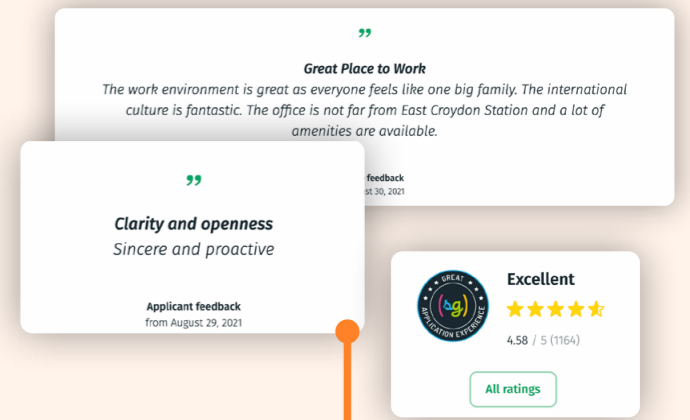 ”
Great Place to Work
The work environment is great as everyone feels like one big family. The international
culture is fantastic. The office is not far from East Croydon Station and a lot of
amenities are available.
feedback
st 30, 2021
”
Clarity and openness
Sincere and proactive
Applicant feedback
from August 29, 2021
GREAT
(sg)
APPLICATION EXPERIENCE
Excellent
4.58 / 5 (1164)
All ratings